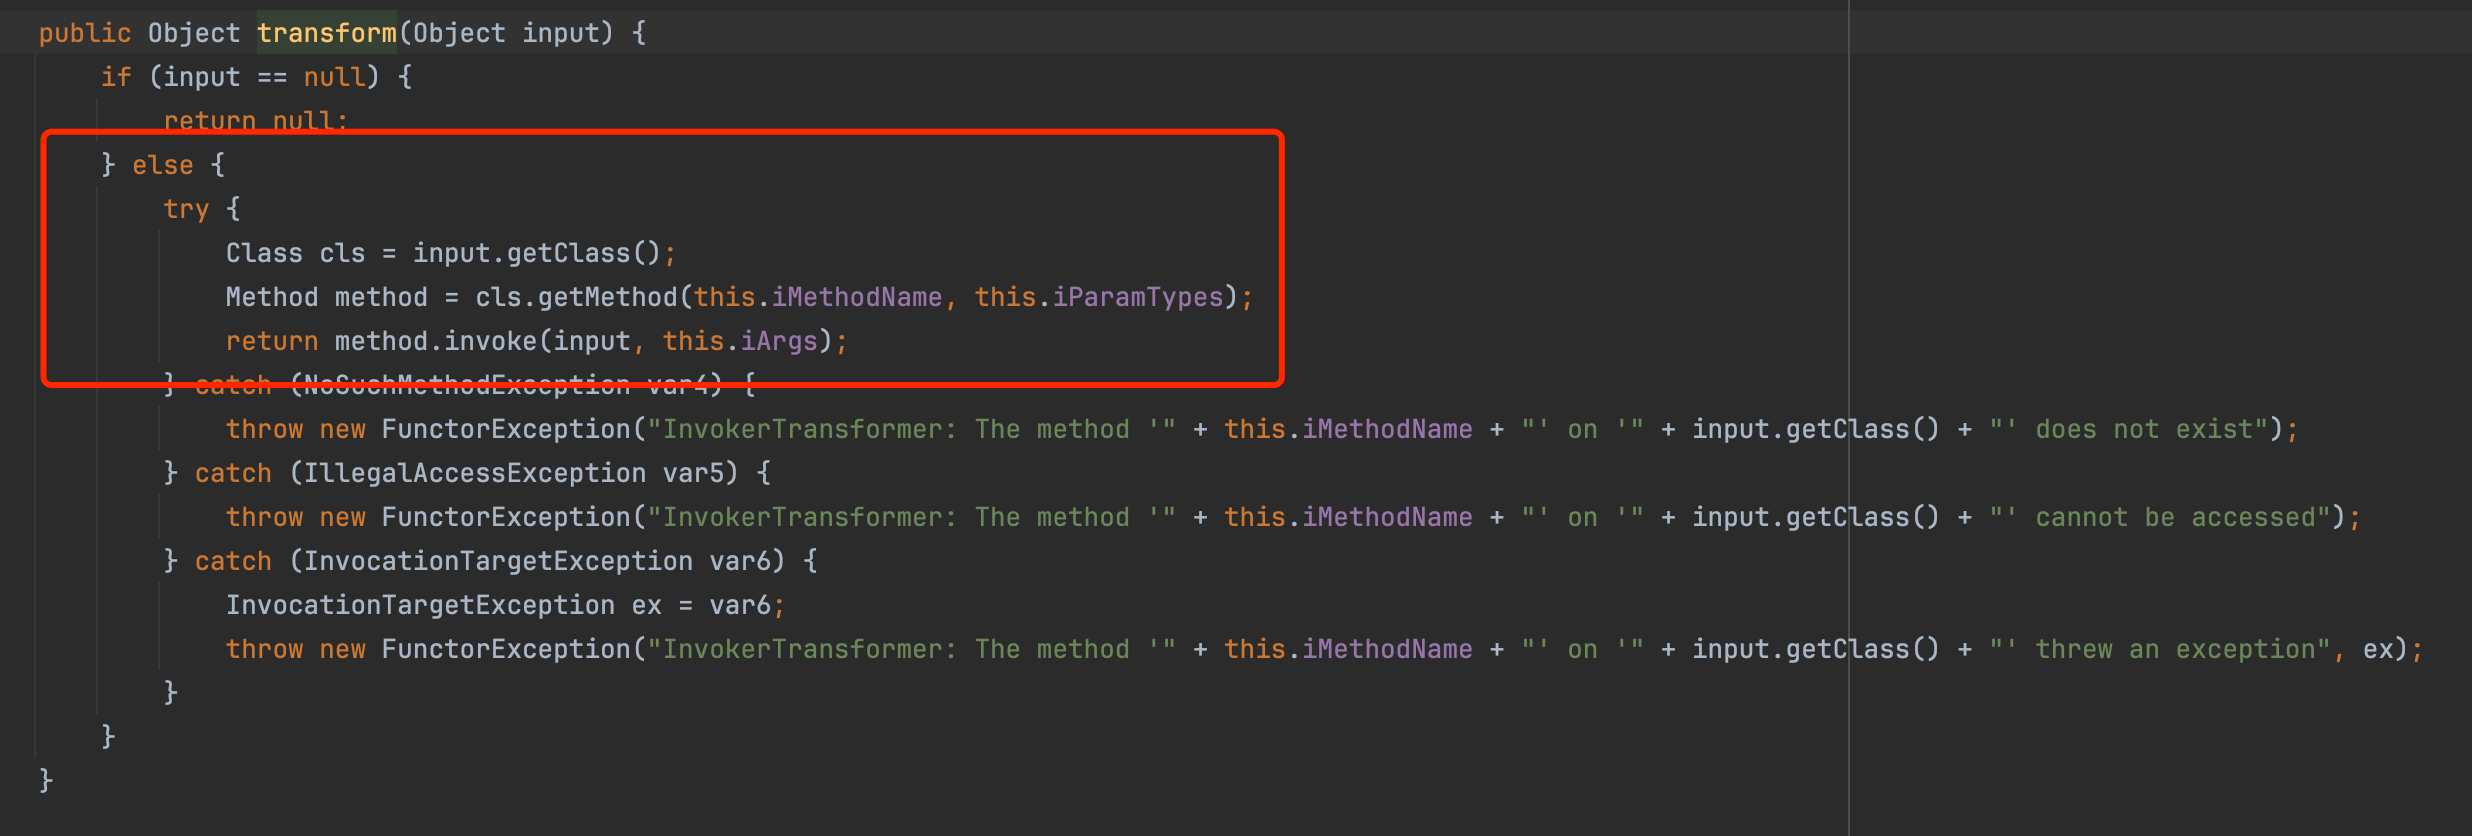 public Object transform(Object input) {
    if (input == null) {
        return null;
    } else {
        try {
            Class cls = input.getClass();
            Method method = cls.getMethod(this.iMethodName, this.iParamTypes);
            return method.invoke(input, this.iArgs);
        } catch (NoSuchMethodException var4) {
            throw new FunctorException("InvokerTransformer: The method '" + this.iMethodName + "' on '" + input.getClass() + "' does not exist");
        } catch (IllegalAccessException var5) {
            throw new FunctorException("InvokerTransformer: The method '" + this.iMethodName + "' on '" + input.getClass() + "' cannot be accessed");
        } catch (InvocationTargetException var6) {
            InvocationTargetException ex = var6;
            throw new FunctorException("InvokerTransformer: The method '" + this.iMethodName + "' on '" + input.getClass() + "' threw an exception", ex);
        }
    }
}